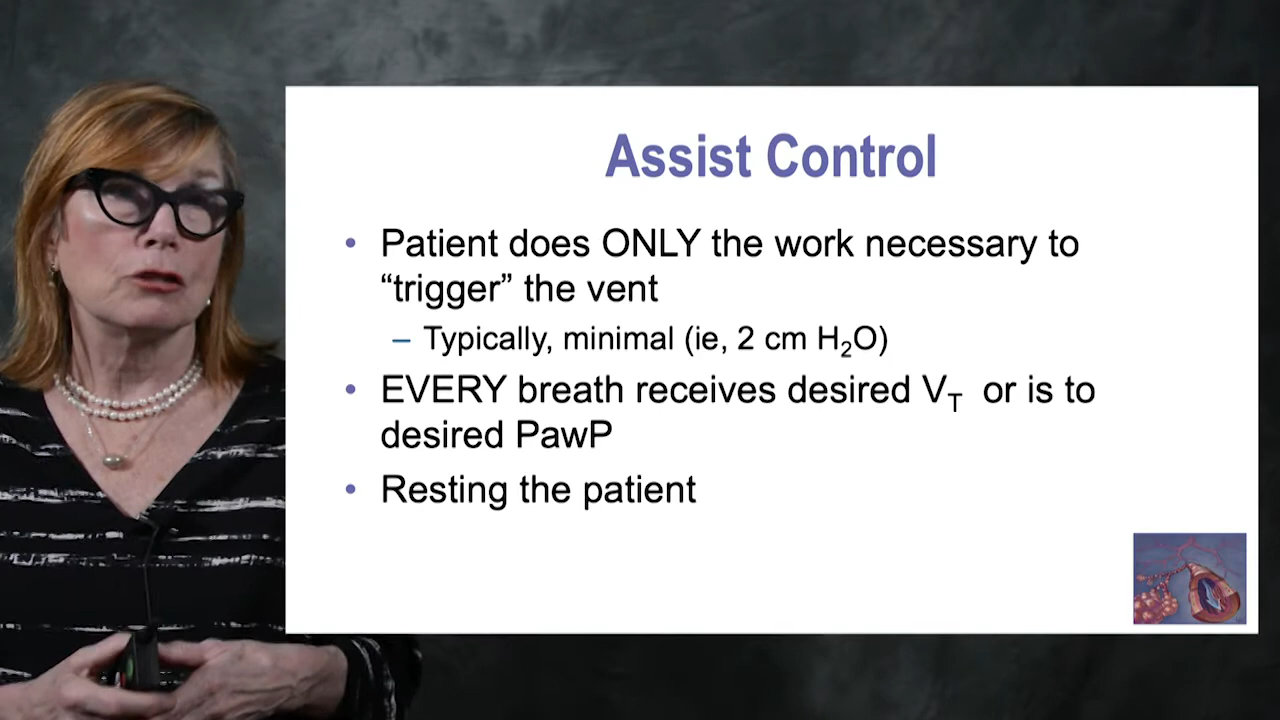 Assist Control
• Patient does ONLY the work necessary to
“trigger” the vent
– Typically, minimal (ie, 2 cm H₂O)
• EVERY breath receives desired V_T or is to
desired PawP
• Resting the patient